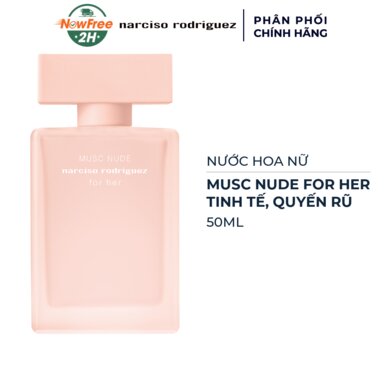 NowFree
2H
narciso rodriguez
PHÂN PHỐI
CHÍNH HÃNG
MUSC NUDE
narciso rodriguez
for her
NƯỚC HOA NỮ
MUSC NUDE FOR HER
TINH TẾ, QUYẾN RŨ
50ML